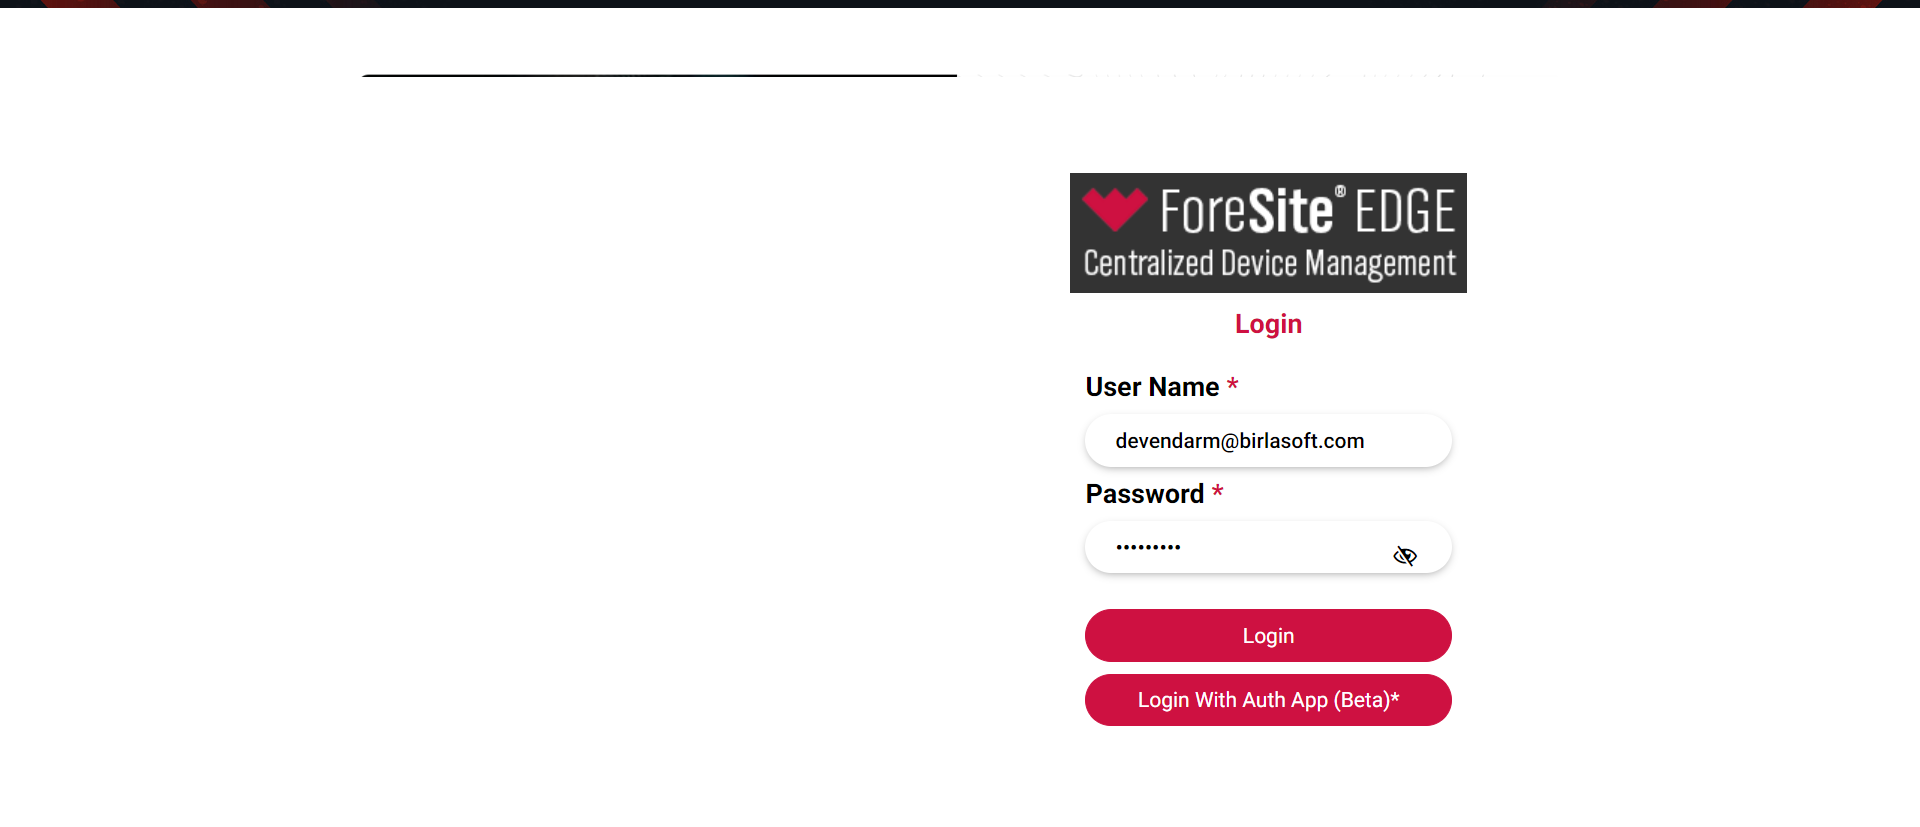 ForeSite® EDGE
Centralized Device Management
Login
User Name *
devendarm@birlasoft.com
Password *
•••••••••
Login
Login With Auth App (Beta)*